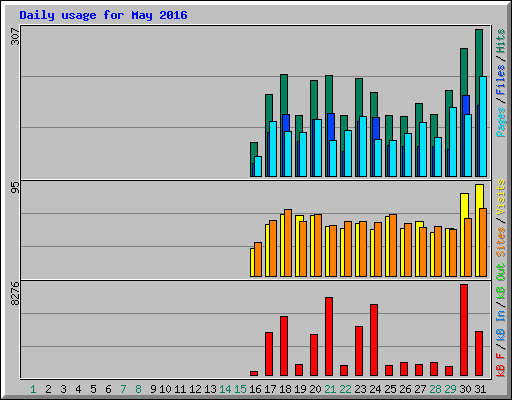 Daily usage for May 2016
307
Pages / Files / Hits
95
Sites / Visits
8276
kB F / kB In / kB Out
1 2 3 4 5 6 7 8 9 10 11 12 13 14 15 16 17 18 19 20 21 22 23 24 25 26 27 28 29 30 31